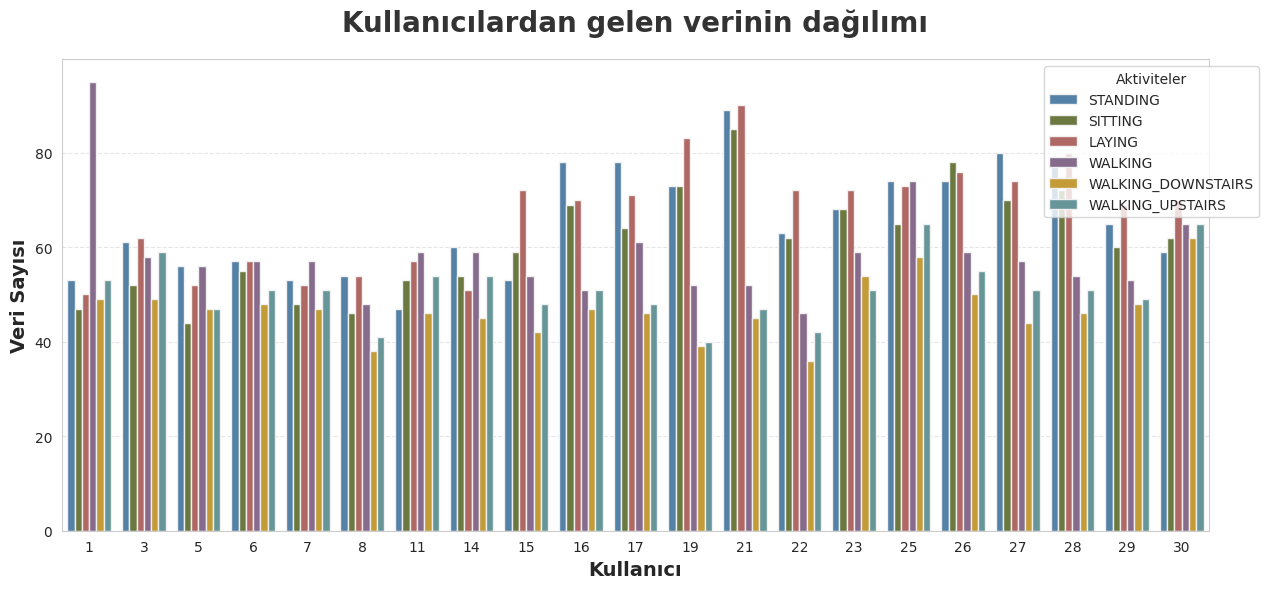 Kullanıcılardan gelen verinin dağılımı
Aktiviteler
STANDING
SITTING
LAYING
WALKING
WALKING_DOWNSTAIRS
WALKING_UPSTAIRS
Veri Sayısı
80
60
40
20
0
1 3 5 6 7 8 11 14 15 16 17 19 21 22 23 25 26 27 28 29 30
Kullanıcı